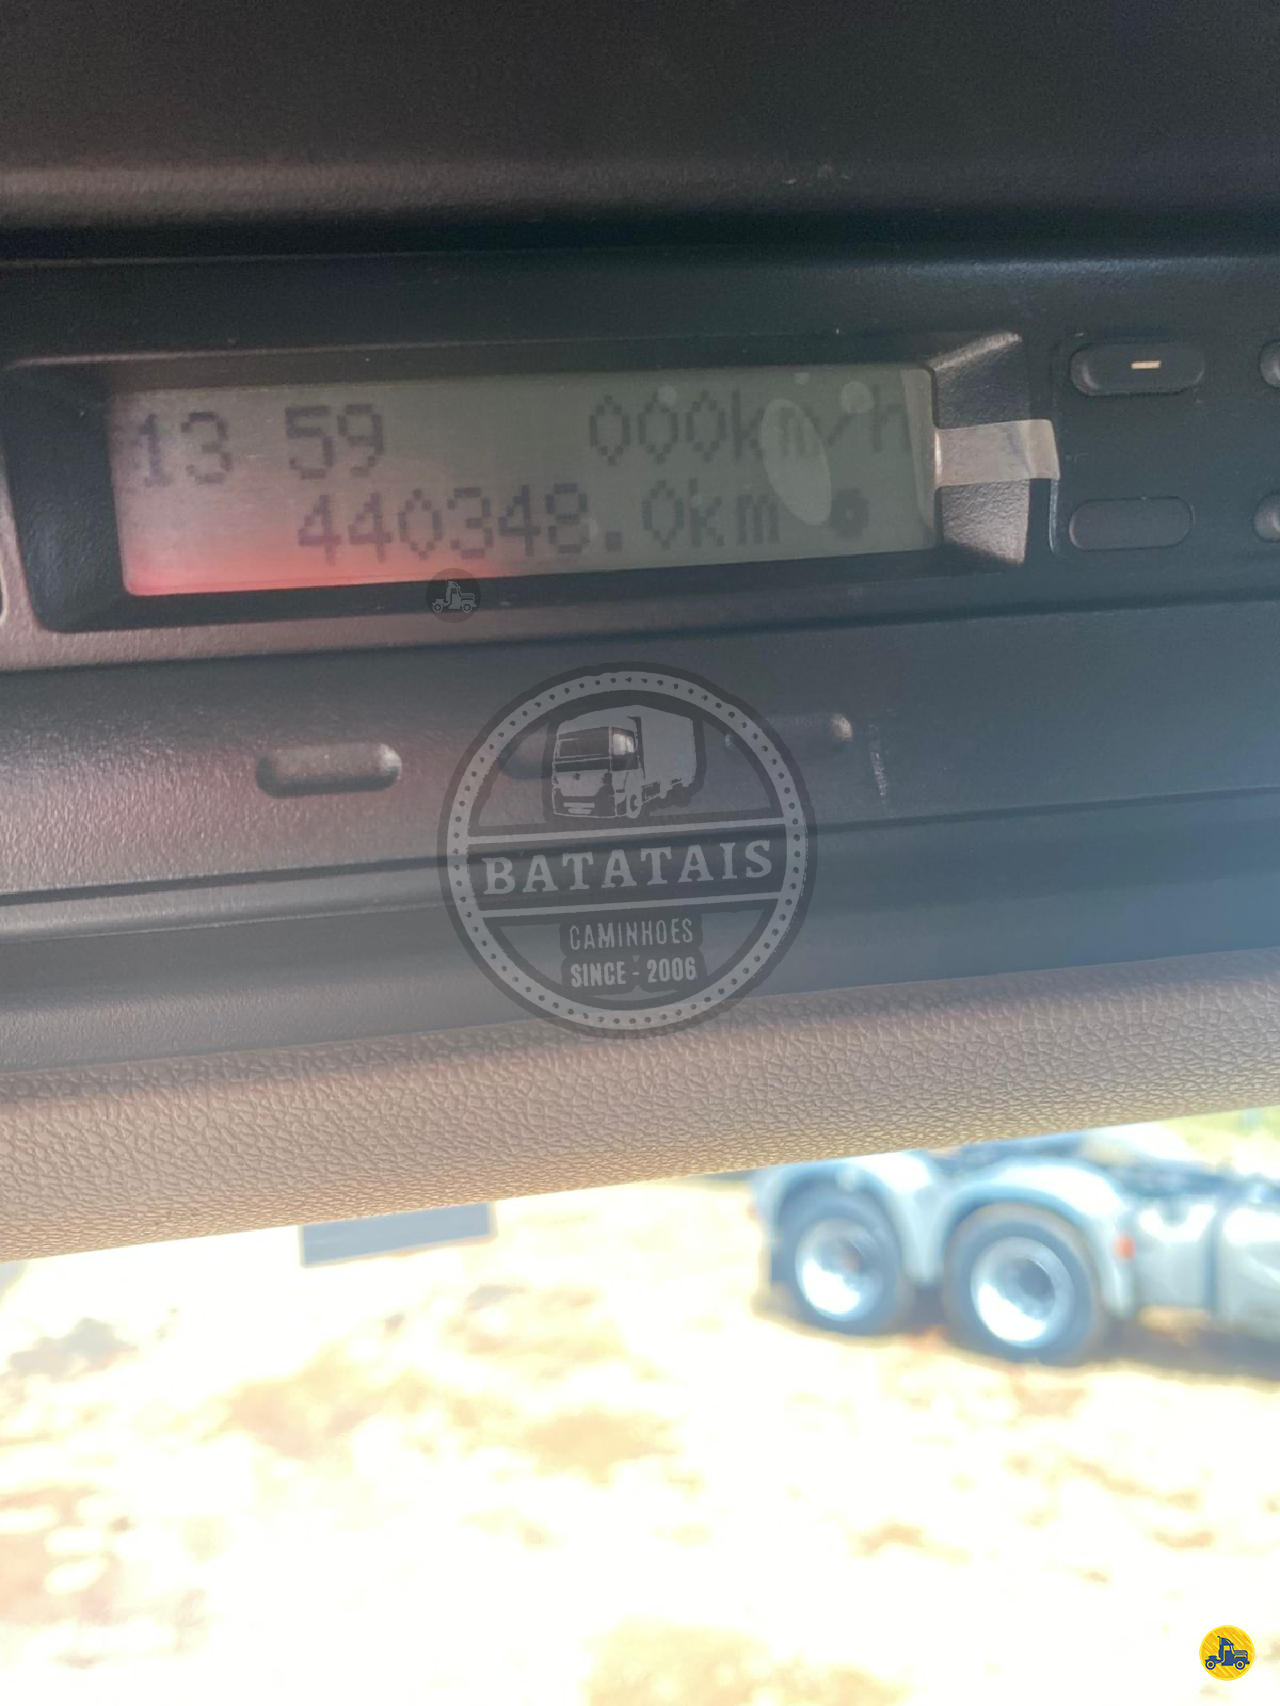 13 59 000km/h
440348.0km
BATATAIS
CAMINHOES
SINCE - 2006